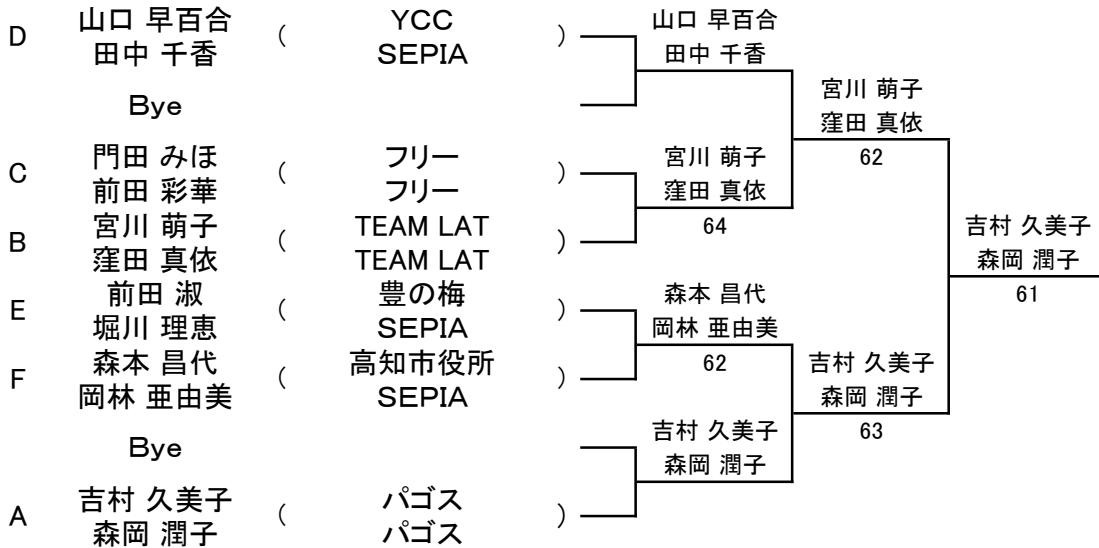 D 山口 早百合 ( YCC )
田中 千香 SEPIA
Bye
C 門田 みほ ( フリー )
前田 彩華 フリー
B 宮川 萌子 ( TEAM LAT )
窪田 真依 TEAM LAT
E 前田 淑 ( 豊の梅 )
堀川 理恵 SEPIA
F 森本 昌代 ( 高知市役所 )
岡林 亜由美 SEPIA
Bye
A 吉村 久美子 ( パゴス )
森岡 潤子 パゴス
山口 早百合
田中 千香
宮川 萌子
窪田 真依
64
森本 昌代
岡林 亜由美
62
吉村 久美子
森岡 潤子
宮川 萌子
窪田 真依
62
吉村 久美子
森岡 潤子
63
吉村 久美子
森岡 潤子
61